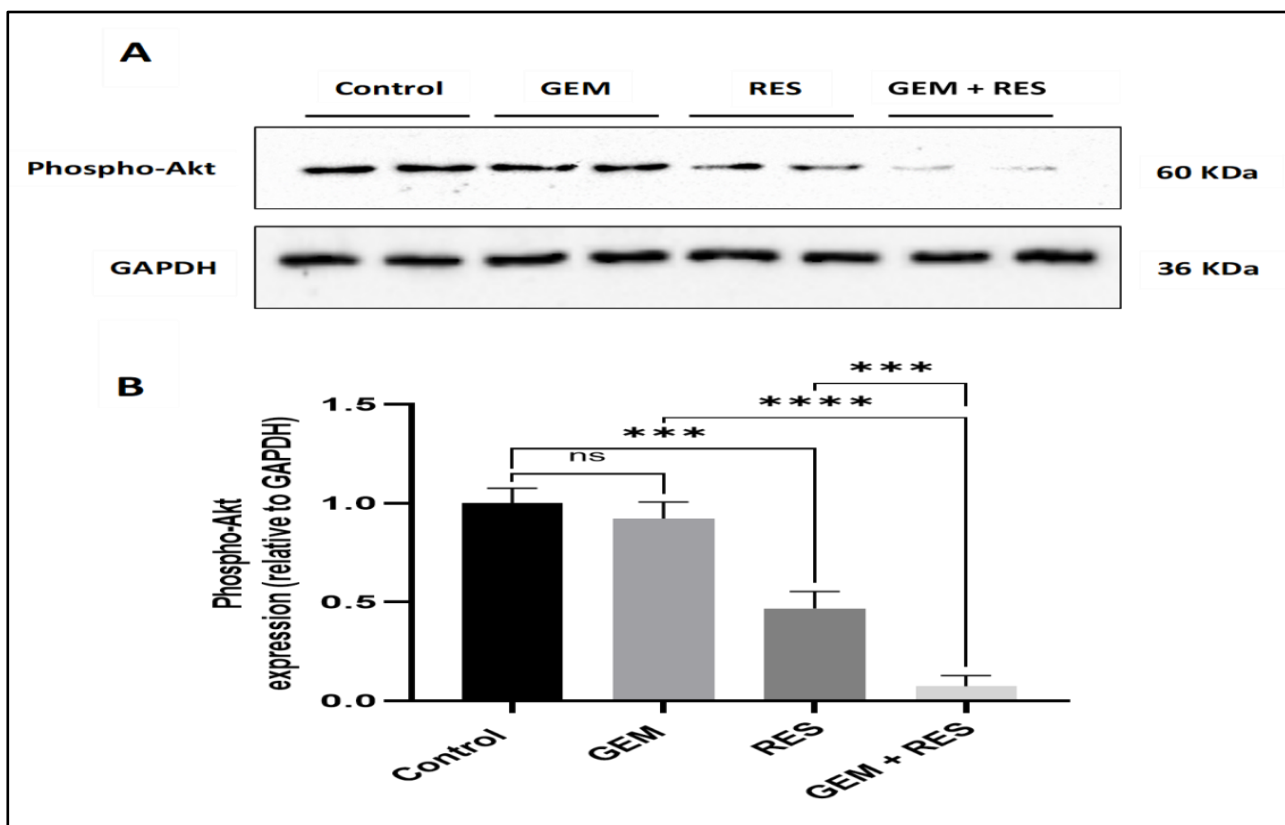 A
Control GEM RES GEM + RES
Phospho-Akt 60 KDa
GAPDH 36 KDa
B
Phospho-Akt
expression (relative to GAPDH)
1.5
1.0
0.5
0.0
***
****
***
ns
Control GEM RES GEM + RES